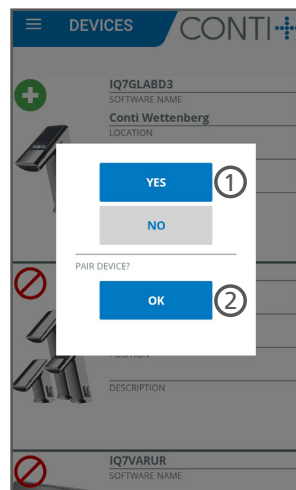 DEVICES
CONTI+
IQ7GLABD3
SOFTWARE NAME
Conti Wettenberg
LOCATION
YES
1
NO
PAIR DEVICE?
OK
2
POSITION
DESCRIPTION
IQ7VARUR
SOFTWARE NAME